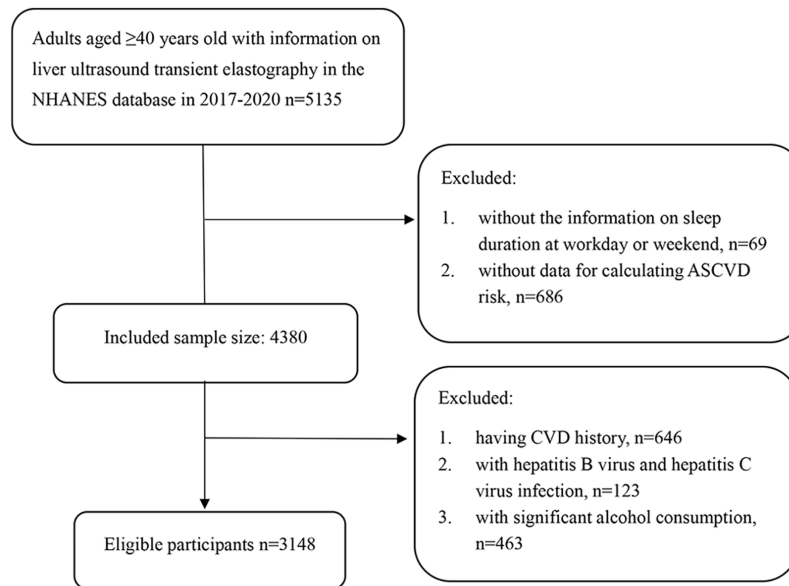 Adults aged ≥40 years old with information on
liver ultrasound transient elastography in the
NHANES database in 2017-2020 n=5135
Excluded:
1. without the information on sleep
duration at workday or weekend, n=69
2. without data for calculating ASCVD
risk, n=686
Included sample size: 4380
Excluded:
1. having CVD history, n=646
2. with hepatitis B virus and hepatitis C
virus infection, n=123
3. with significant alcohol consumption,
n=463
Eligible participants n=3148